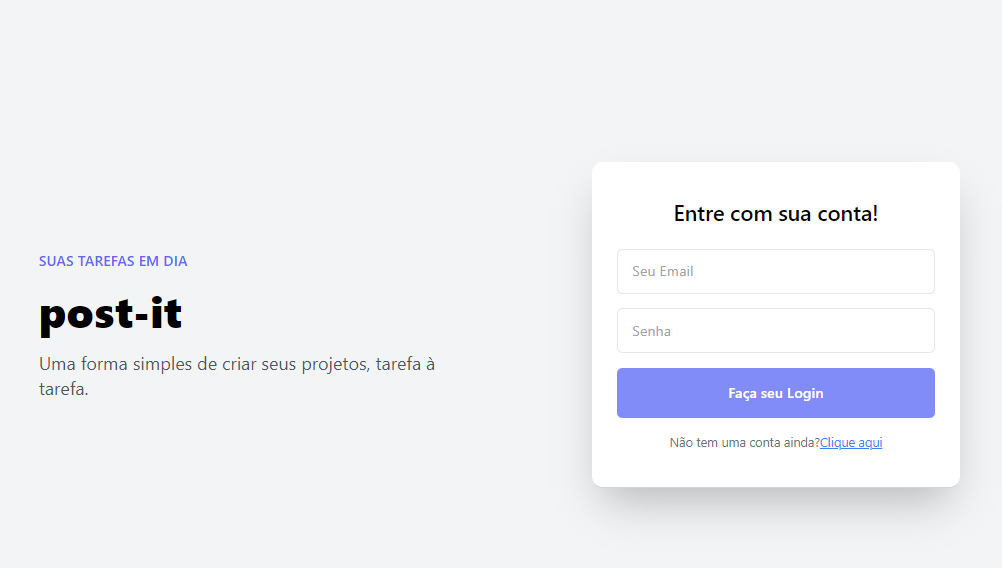 SUAS TAREFAS EM DIA
post-it
Uma forma simples de criar seus projetos, tarefa à
tarefa.
Entre com sua conta!
Seu Email
Senha
Faça seu Login
Não tem uma conta ainda?Clique aqui